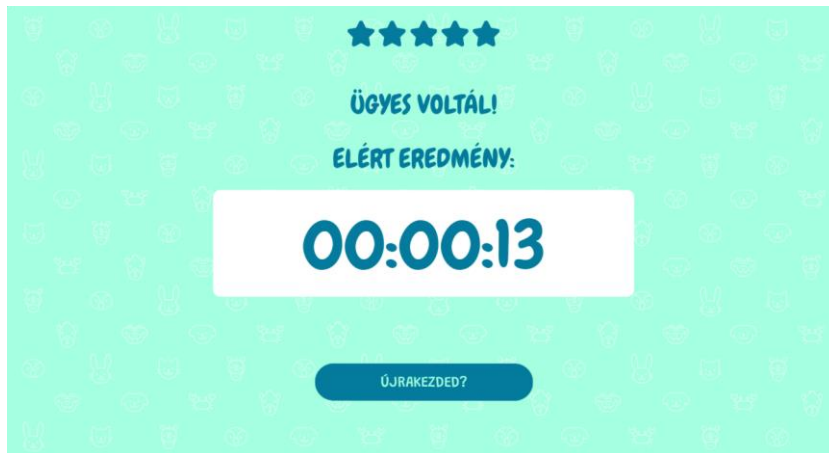 ÜGYES VOLTÁL!
ELÉRT EREDMÉNY:
00:00:13
ÚJRAKEZDED?